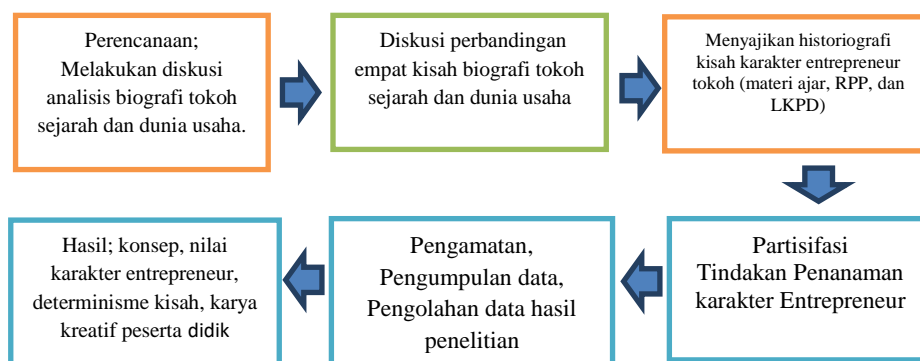 Perencanaan;
Melakukan diskusi
analisis biografi tokoh
sejarah dan dunia usaha.
Diskusi perbandingan
empat kisah biografi tokoh
sejarah dan dunia usaha
Menyajikan historiografi
kisah karakter entrepreneur
tokoh (materi ajar, RPP, dan
LKPD)
Partisifasi
Tindakan Penanaman
karakter Entrepreneur
Pengamatan,
Pengumpulan data,
Pengolahan data hasil
penelitian
Hasil; konsep, nilai
karakter entrepreneur,
determinisme kisah, karya
kreatif peserta didik